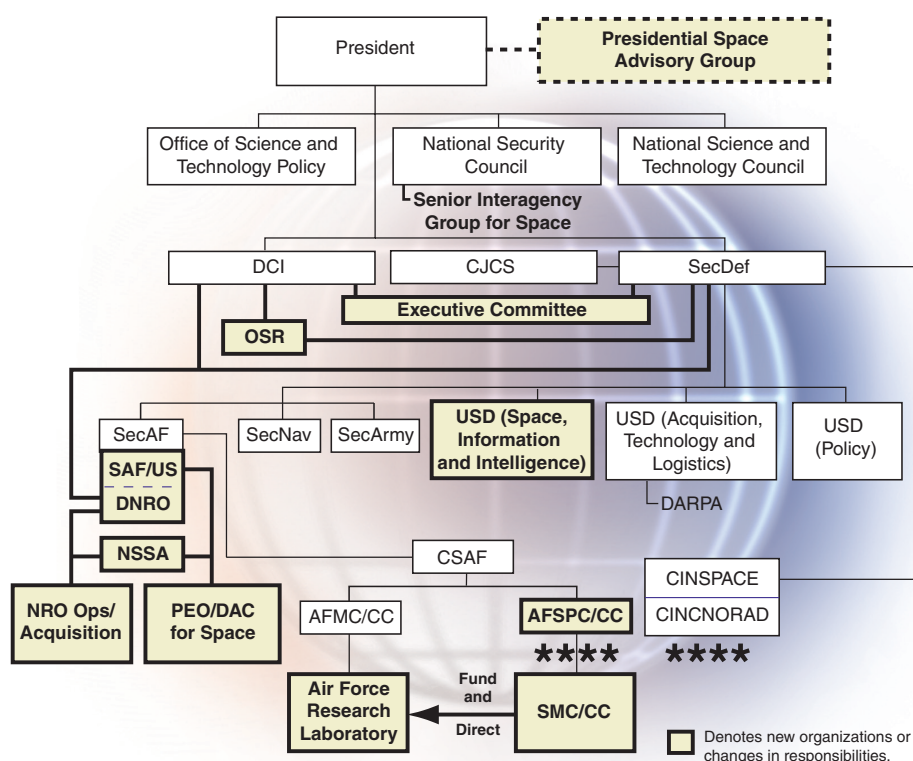 President
Presidential Space
Advisory Group
Office of Science and
Technology Policy
National Security
Council
National Science and
Technology Council
Senior Interagency
Group for Space
DCI
CJCS
SecDef
Executive Committee
OSR
SecAF
SecNav
SecArmy
USD (Space,
Information
and Intelligence)
USD (Acquisition,
Technology and
Logistics)
USD
(Policy)
SAF/US
DNRO
DARPA
NSSA
CSAF
CINSPACE
CINCNORAD
NRO Ops/
Acquisition
PEO/DAC
for Space
AFMC/CC
AFSPC/CC
****
****
Air Force
Research
Laboratory
Fund
and
Direct
SMC/CC
Denotes new organizations or
changes in responsibilities.